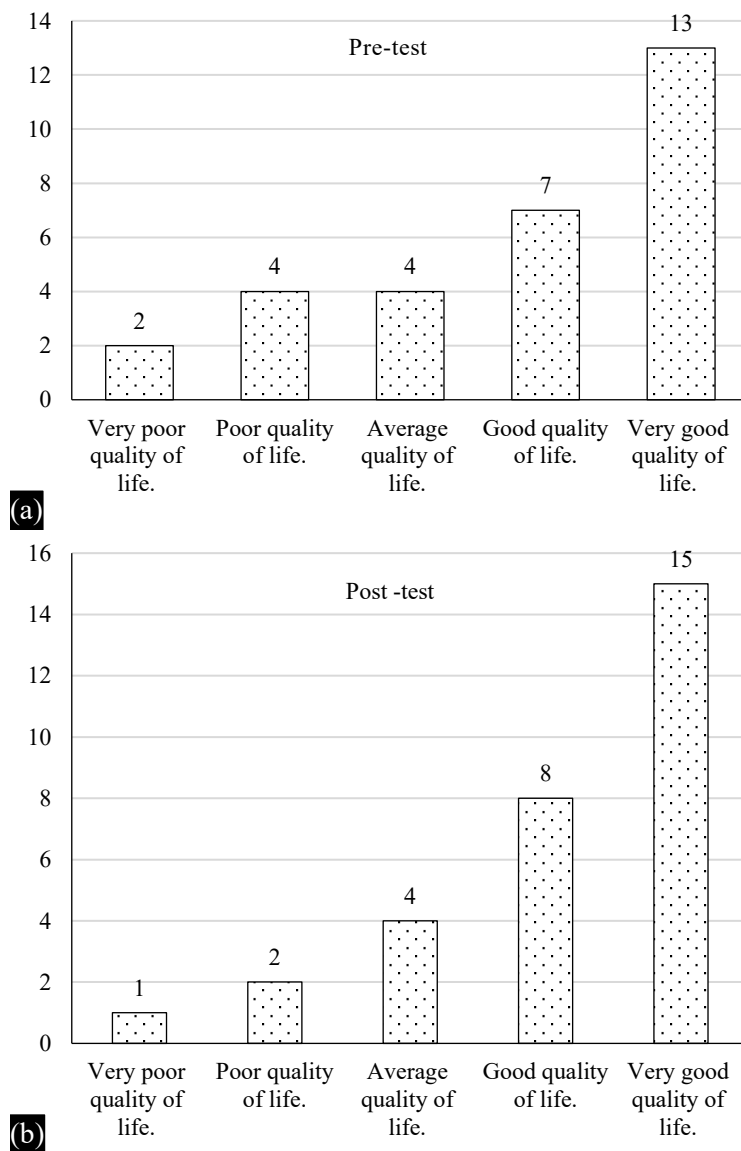 Pre-test
14
12
10
8
6
4
2
0
2
4
4
7
13
Very poor quality of life.
Poor quality of life.
Average quality of life.
Good quality of life.
Very good quality of life.
(a)
Post -test
16
14
12
10
8
6
4
2
0
1
2
4
8
15
Very poor quality of life.
Poor quality of life.
Average quality of life.
Good quality of life.
Very good quality of life.
(b)